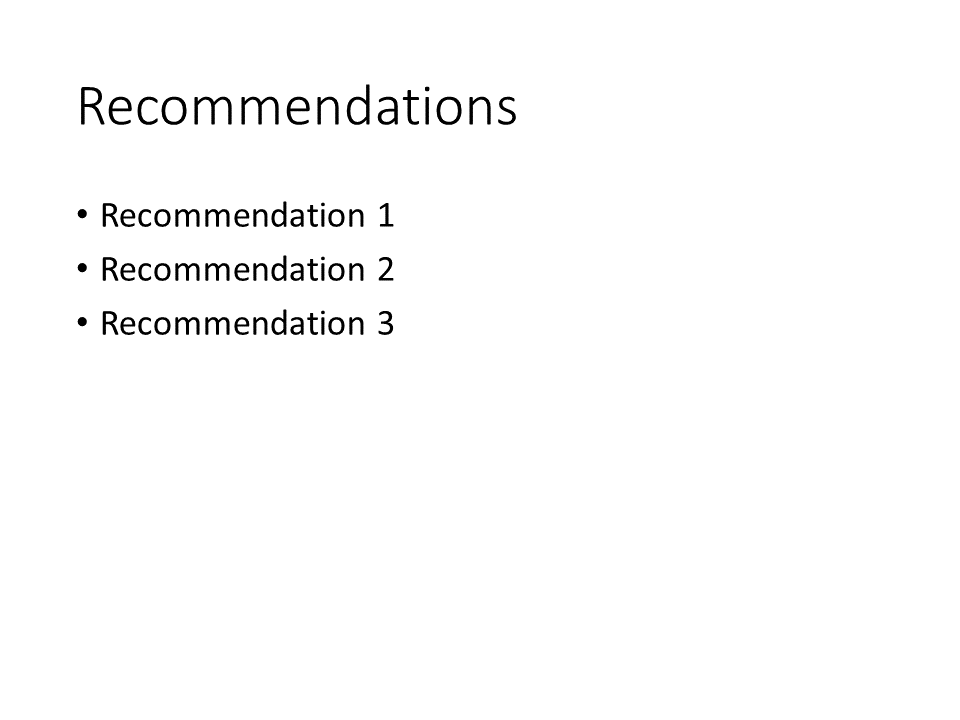 Recommendations
• Recommendation 1
• Recommendation 2
• Recommendation 3